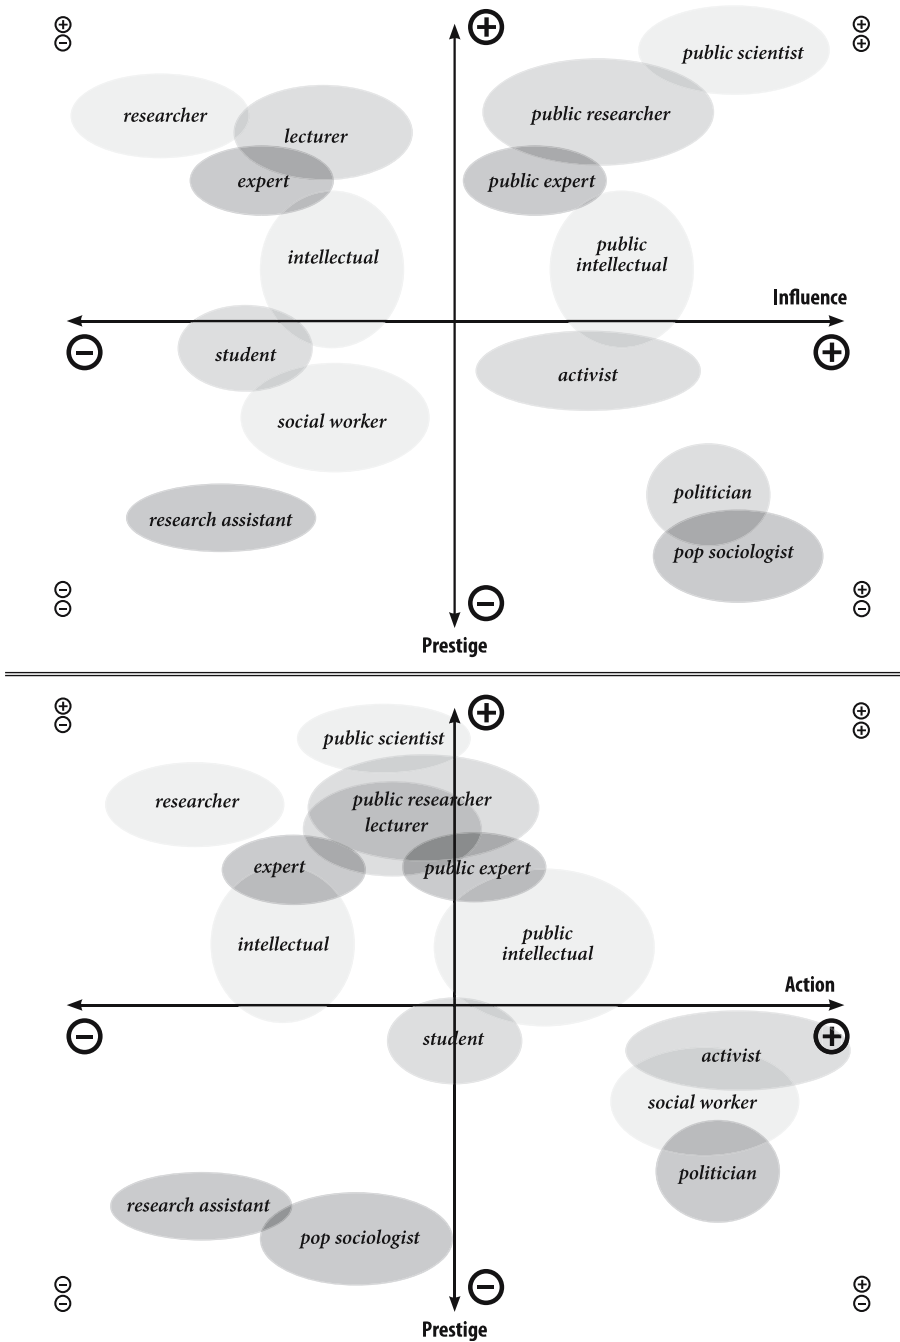 +
+
−
+
+
public scientist
researcher
lecturer
public researcher
expert
public expert
intellectual
public
intellectual
Influence
−
+
student
activist
social worker
politician
research assistant
pop sociologist
−
−
−
+
−
Prestige
+
−
+
+
+
public scientist
researcher
public researcher
lecturer
expert
public expert
intellectual
public
intellectual
Action
−
+
student
activist
social worker
politician
research assistant
pop sociologist
−
−
−
+
−
Prestige